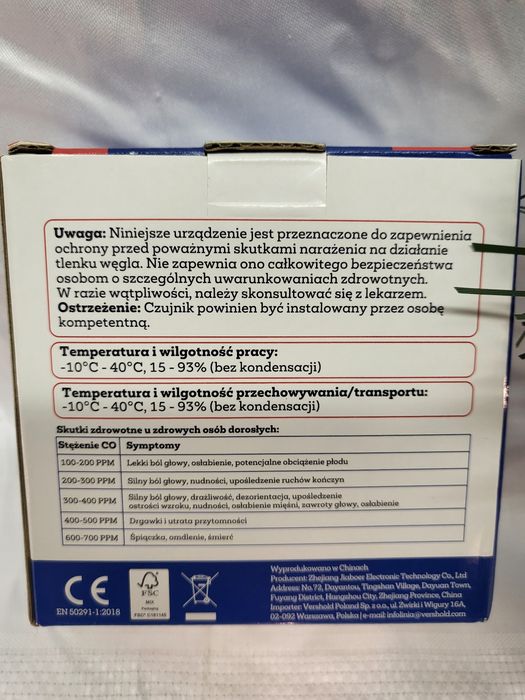 Uwaga: Niniejsze urządzenie jest przeznaczone do zapewnienia
ochrony przed poważnymi skutkami narażenia na działanie
tlenku węgla. Nie zapewnia ono całkowitego bezpieczeństwa
osobom o szczególnych uwarunkowaniach zdrowotnych.
W razie wątpliwości, należy skonsultować się z lekarzem.
Ostrzeżenie: Czujnik powinien być instalowany przez osobę
kompetentną.
Temperatura i wilgotność pracy:
-10°C - 40°C, 15 - 93% (bez kondensacji)
Temperatura i wilgotność przechowywania/transportu:
-10°C - 40°C, 15 - 93% (bez kondensacji)
Skutki zdrowotne u zdrowych osób dorosłych:
Stężenie CO Symptomy
100-200 PPM Lekki ból głowy, osłabienie, potencjalne obciążenie płodu
200-300 PPM Silny ból głowy, nudności, upośledzenie ruchów kończyn
300-400 PPM Silny ból głowy, drażliwość, dezorientacja, upośledzenie
ostrości wzroku, nudności, osłabienie mięśni, zawroty głowy, osłabienie
400-500 PPM Drgawki i utrata przytomności
600-700 PPM Śpiączka, omdlenie, śmierć
CE
EN 50291-1:2018
FSC
MIX
Packaging
FSC® C161145
Wyprodukowano w Chinach
Producent: Zhejiang Jiaboer Electronic Technology Co., Ltd
Address: No 72, Dayantou, Tingshan Village, Dayuan Town,
Fuyang District, Hangzhou City, Zhejiang Province, China
Importer: Vershold Poland Sp. z o.o., ul. Żwirki i Wigury 16A,
02-092 Warszawa, Polska | e-mail: infolinia@vershold.com